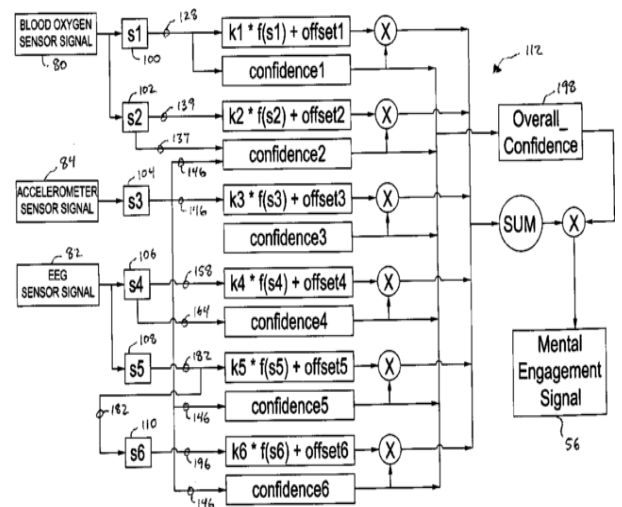 BLOOD OXYGEN
SENSOR SIGNAL
80
s1
100
128
k1 * f(s1) + offset1
X
confidence1
112
102
s2
139
137
k2 * f(s2) + offset2
X
confidence2
146
198
Overall_
Confidence
84
ACCELEROMETER
SENSOR SIGNAL
104
s3
146
k3 * f(s3) + offset3
X
confidence3
SUM
X
82
EEG
SENSOR SIGNAL
106
s4
158
k4 * f(s4) + offset4
X
164
confidence4
108
s5
182
k5 * f(s5) + offset5
X
146
confidence5
Mental
Engagement
Signal
56
182
110
s6
196
k6 * f(s6) + offset6
X
146
confidence6